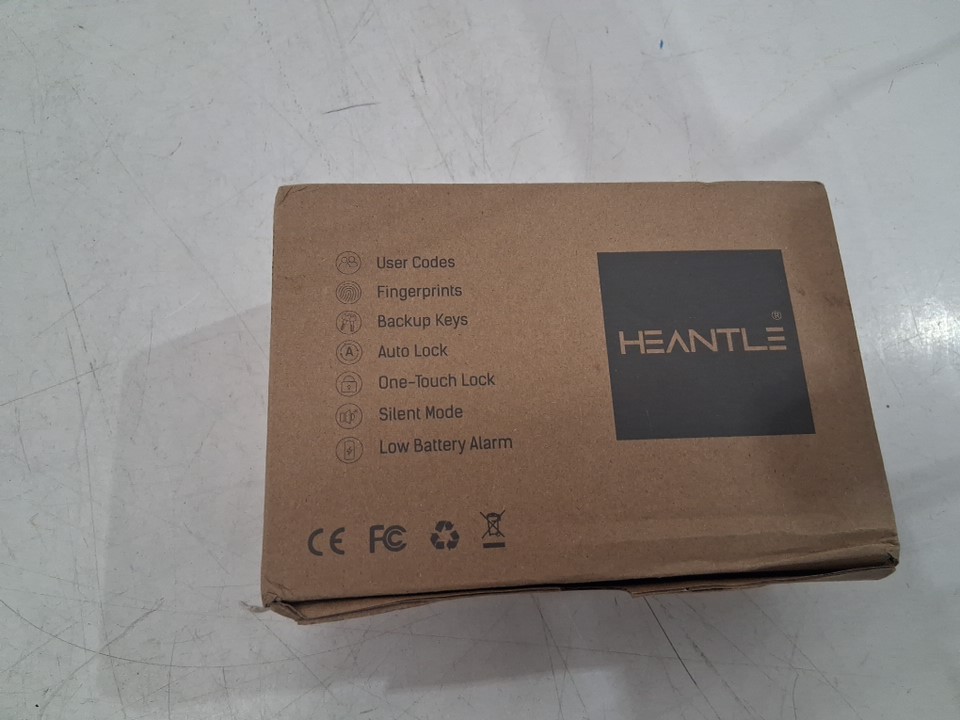 User Codes
Fingerprints
Backup Keys
A
Auto Lock
One-Touch Lock
Silent Mode
Low Battery Alarm
HEANTLE®
CE FC